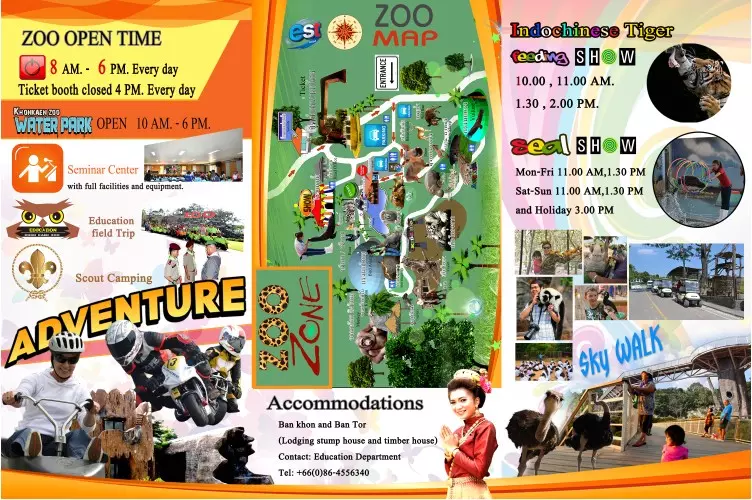 ZOO OPEN TIME
8 AM. - 6 PM. Every day
Ticket booth closed 4 PM. Every day
KHONKAEN ZOO
WATER PARK OPEN 10 AM. - 6 PM.
Seminar Center
with full facilities and equipment.
EDUCATION
Education
field Trip
Scout Camping
ADVENTURE
est
ZOO
MAP
ENTRANCE
Ticket
ZOO
ZONE
Accommodations
Ban khon and Ban Tor
(Lodging stump house and timber house)
Contact: Education Department
Tel: +66(0)86-4556340
Indochinese Tiger
feeding SHOW
10.00 , 11.00 AM.
1.30 , 2.00 PM.
Seal SHOW
Mon-Fri 11.00 AM,1.30 PM
Sat-Sun 11.00 AM,1.30 PM
and Holiday 3.00 PM
Sky WALK